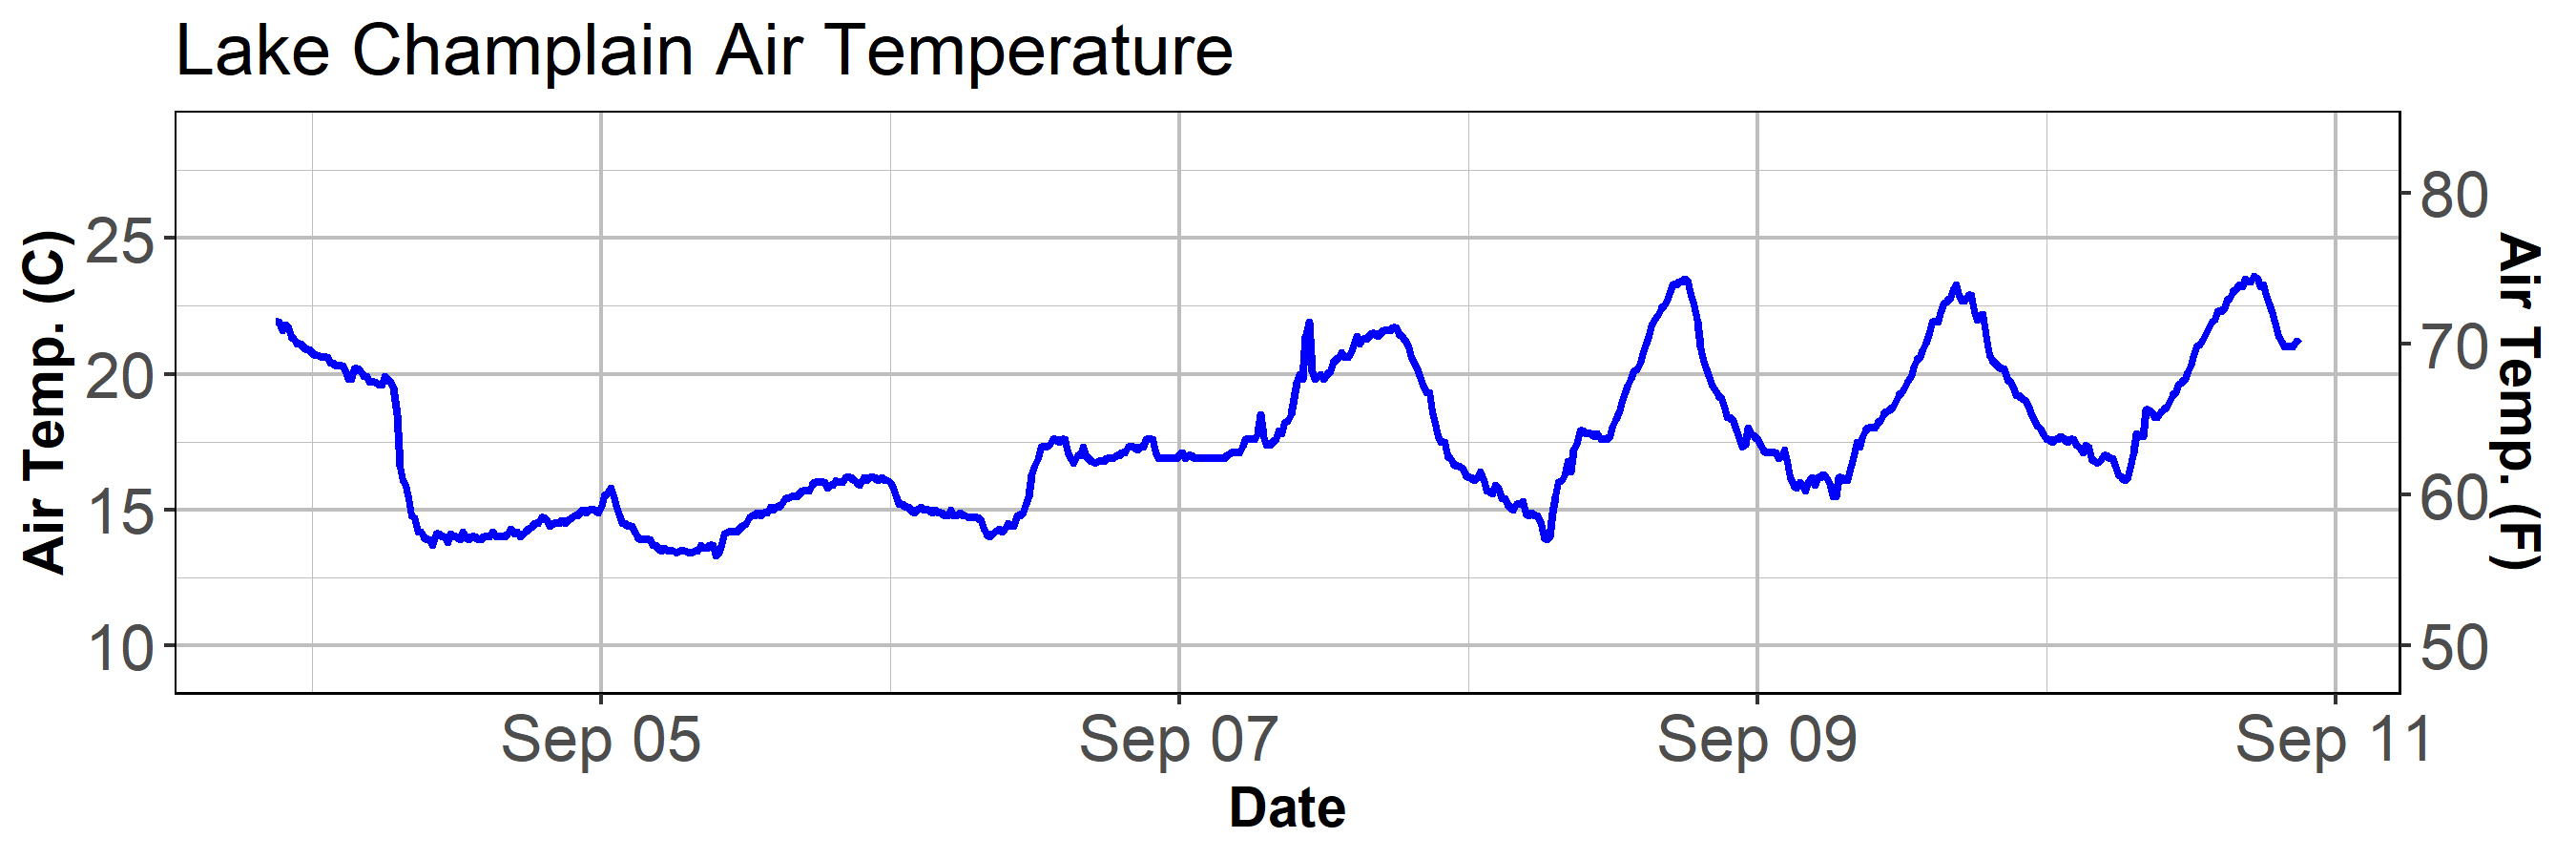 Lake Champlain Air Temperature
Air Temp. (C)
25
20
15
10
80
70
60
50
Air Temp. (F)
Sep 05
Sep 07
Sep 09
Sep 11
Date